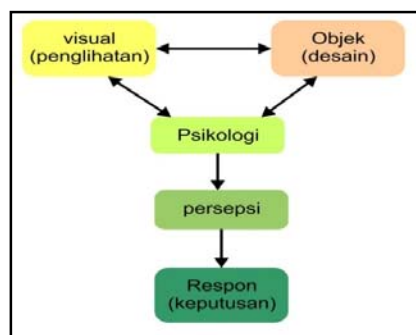 visual
(penglihatan)
Objek
(desain)
Psikologi
persepsi
Respon
(keputusan)